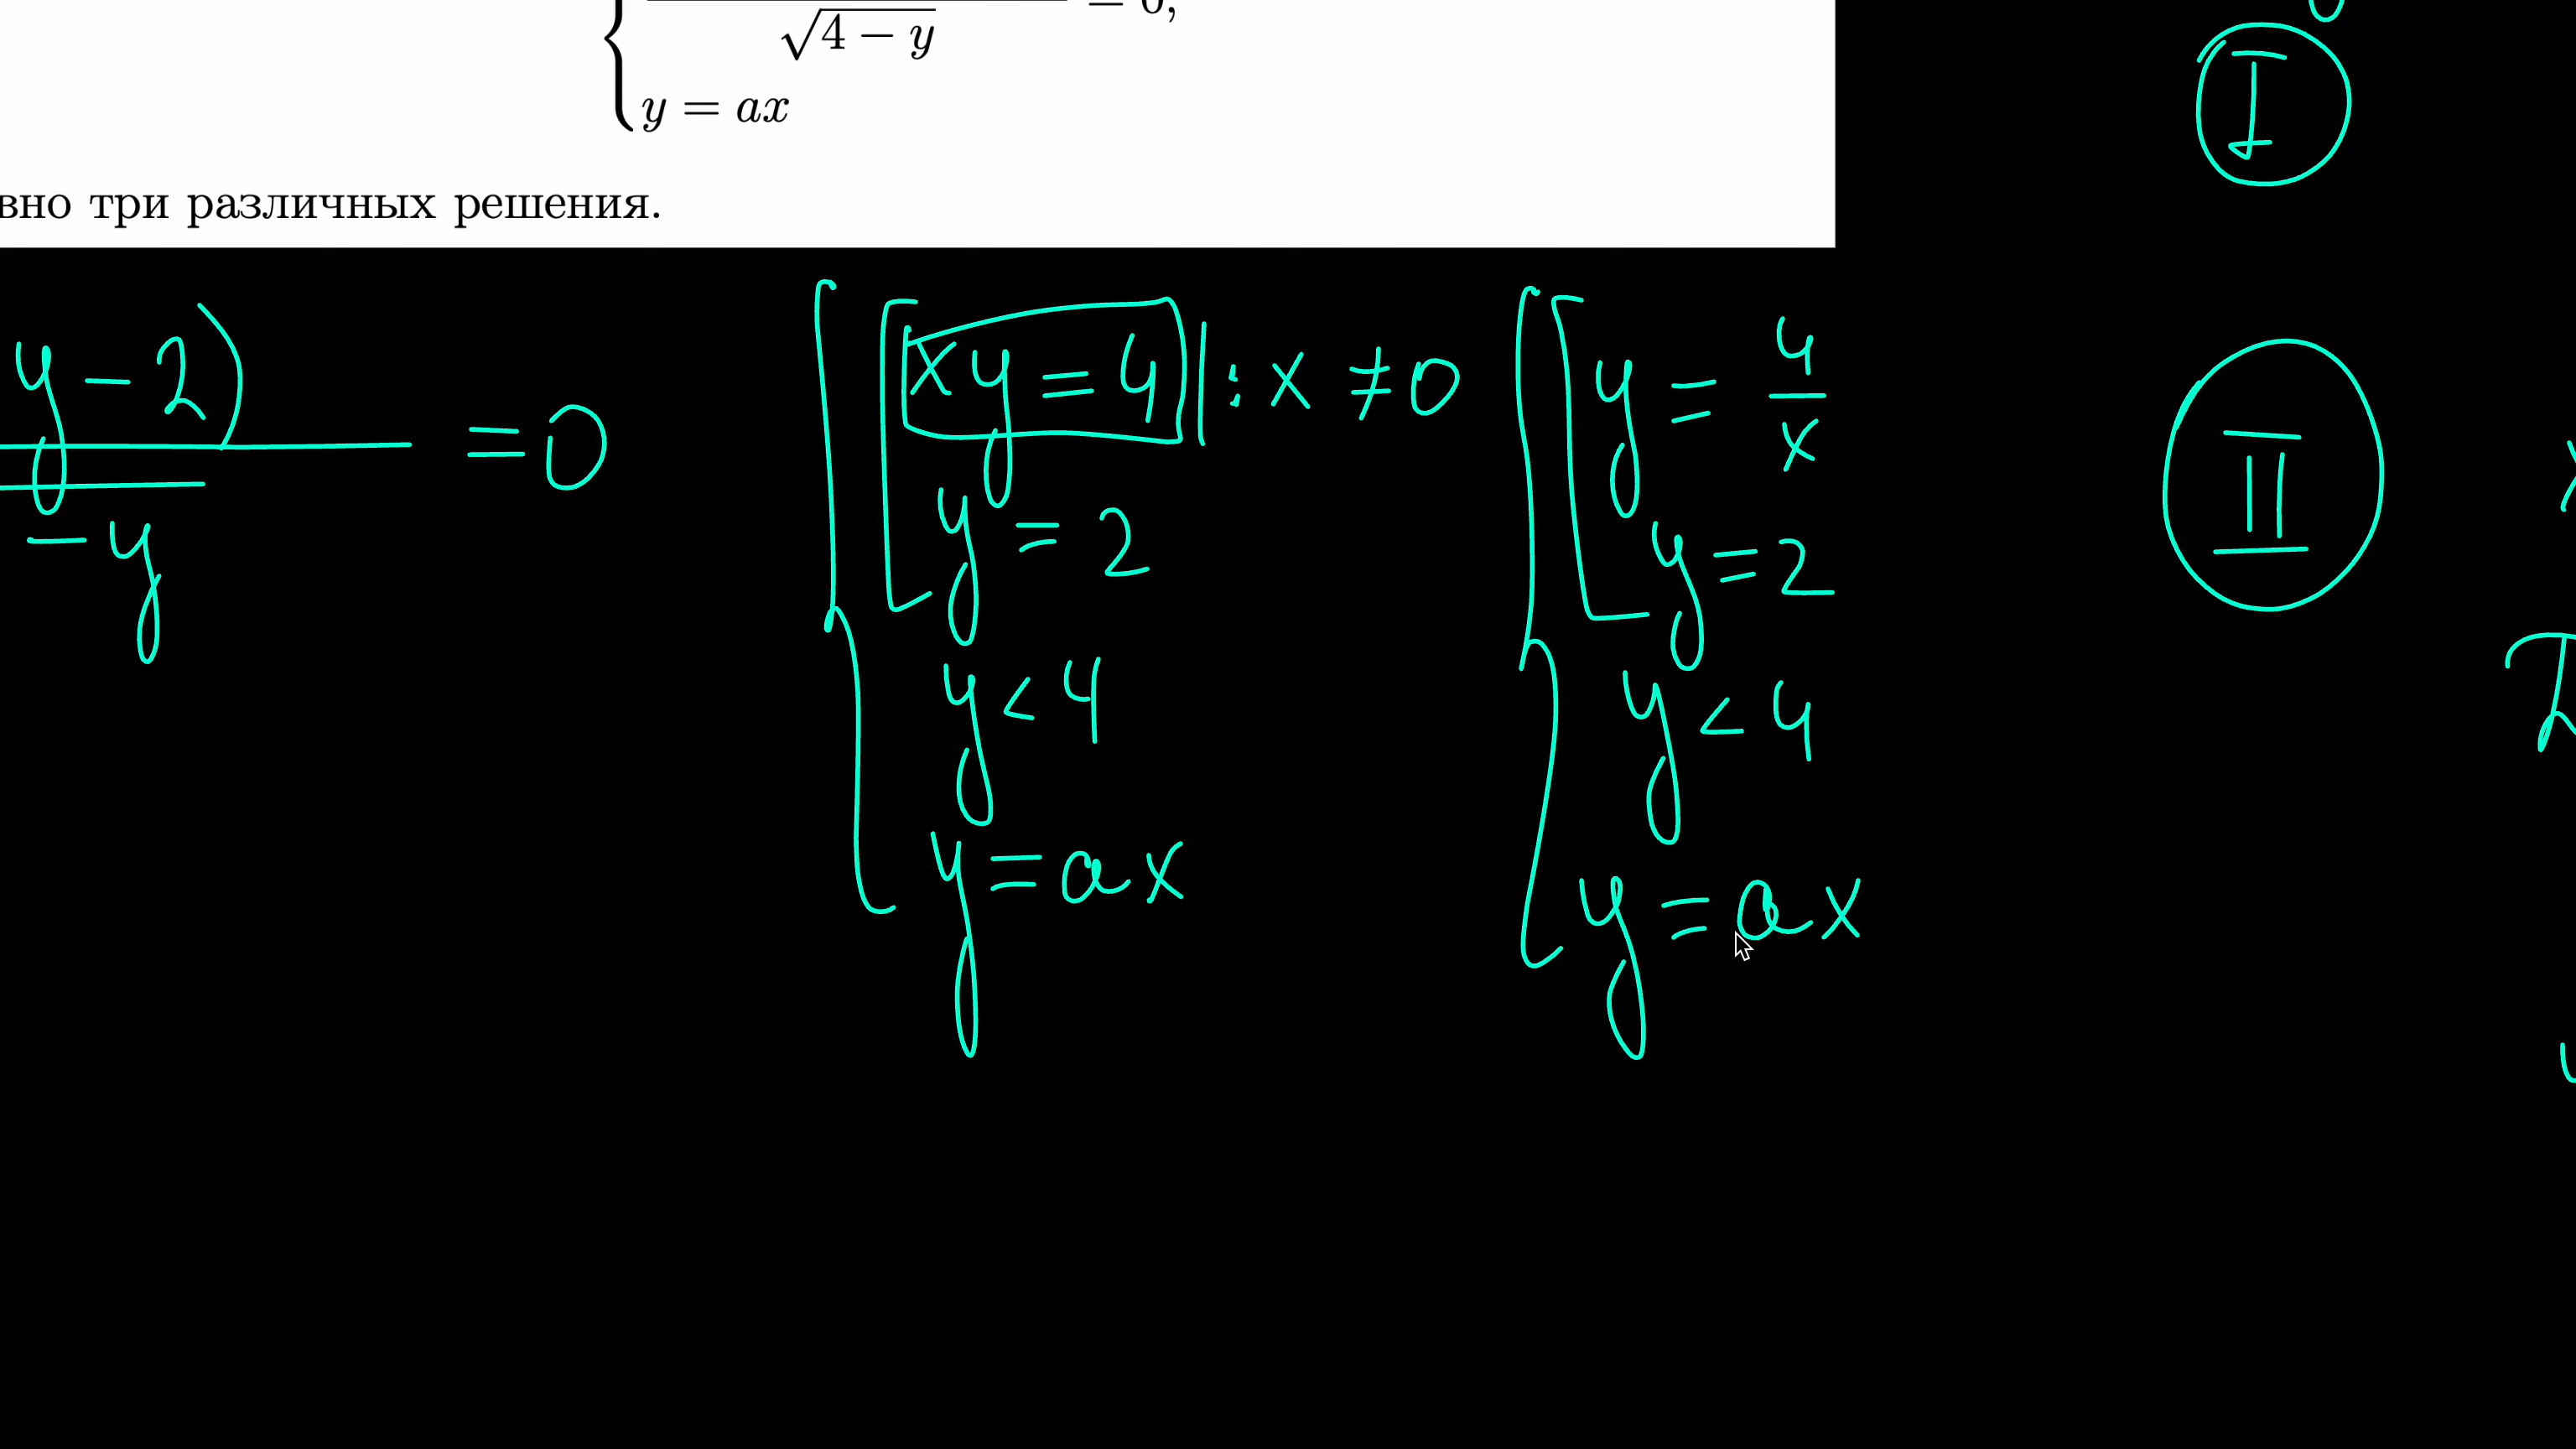 √(4 − y) = 0,
y = ax
вно три различных решения.
I
y − 2)
− y
= 0
xy = 4 | : x ≠ 0
y = 2
y < 4
y = ax
y = 4/x
y = 2
y < 4
y = ax
II